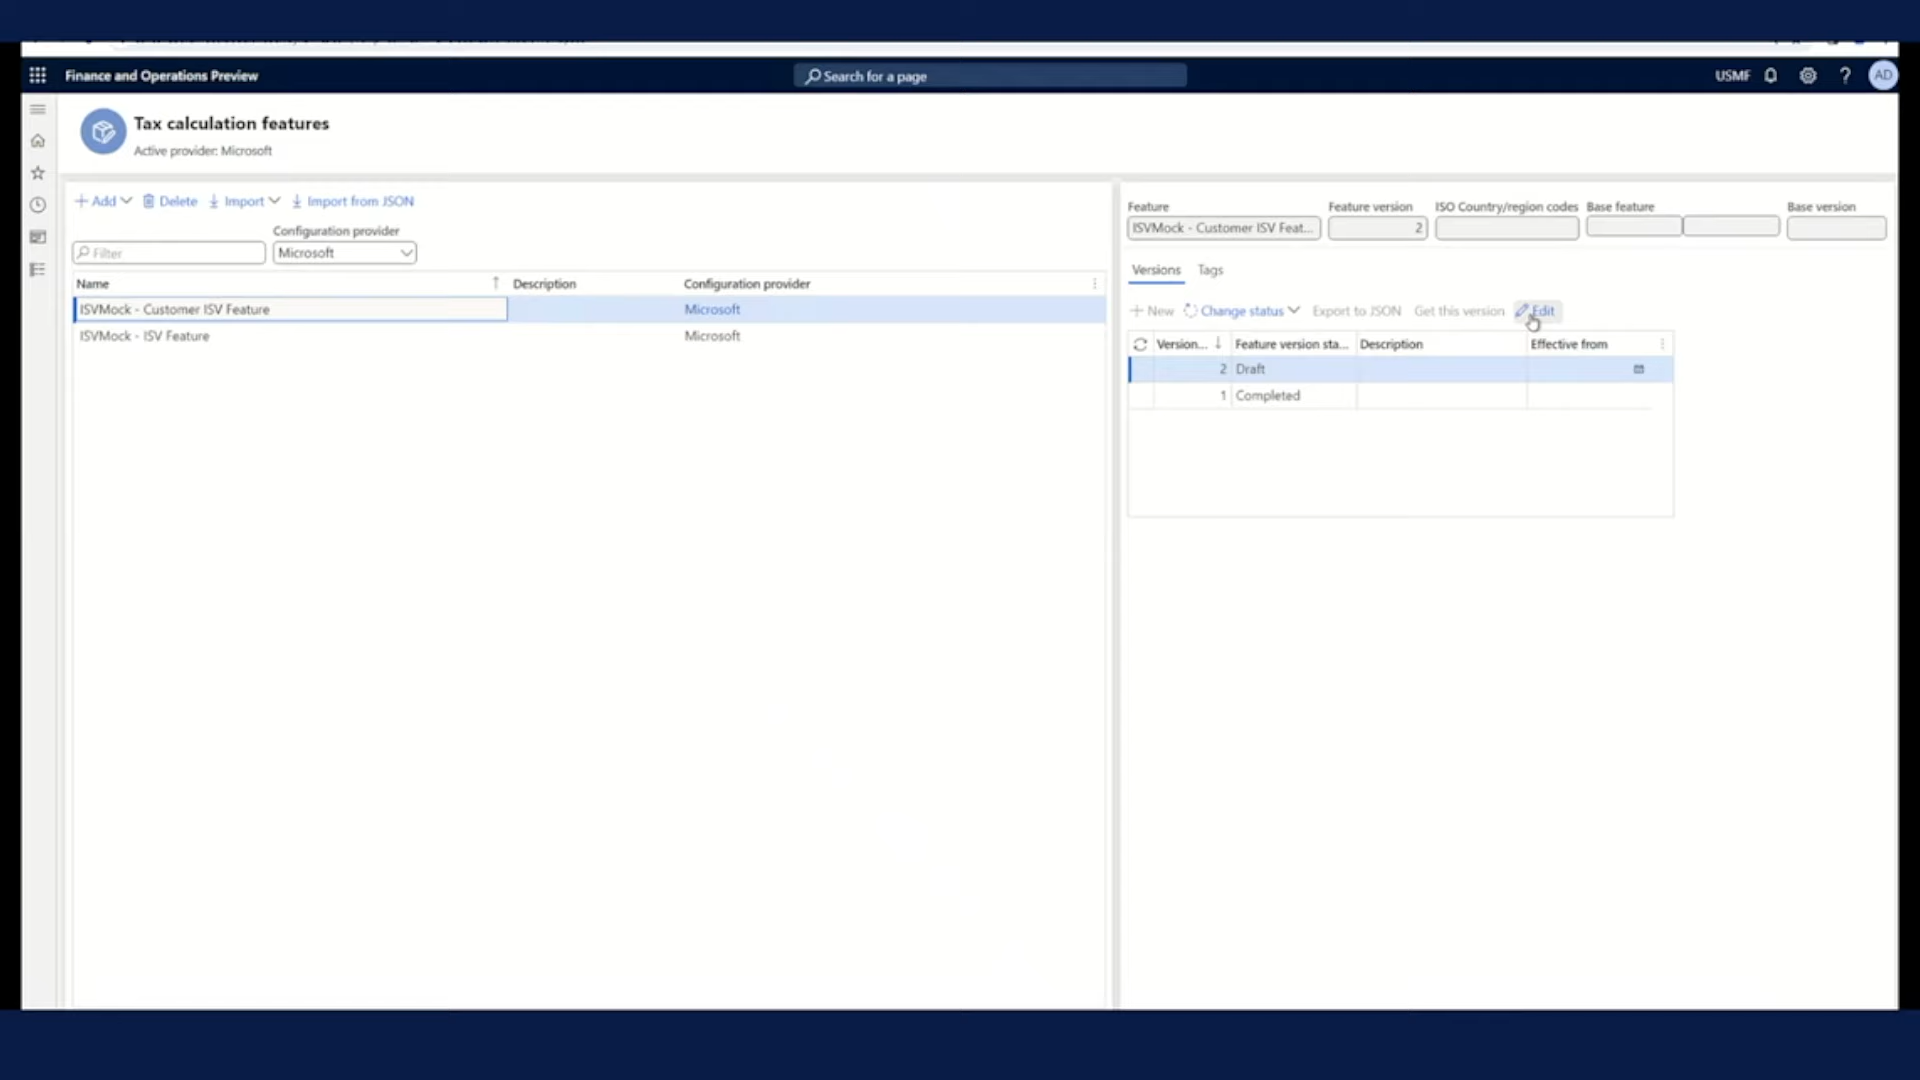 Finance and Operations Preview
Search for a page
USMF
?
AD
Tax calculation features
Active provider: Microsoft
Add
Delete
Import
Import from JSON
Configuration provider
Filter
Microsoft
Name
Description
Configuration provider
ISVMock - Customer ISV Feature
Microsoft
ISVMock - ISV Feature
Microsoft
Feature
Feature version
ISO Country/region codes
Base feature
Base version
ISVMock - Customer ISV Feat...
2
Versions
Tags
New
Change status
Export to JSON
Get this version
Edit
Version...
Feature version sta...
Description
Effective from
2 Draft
1 Completed